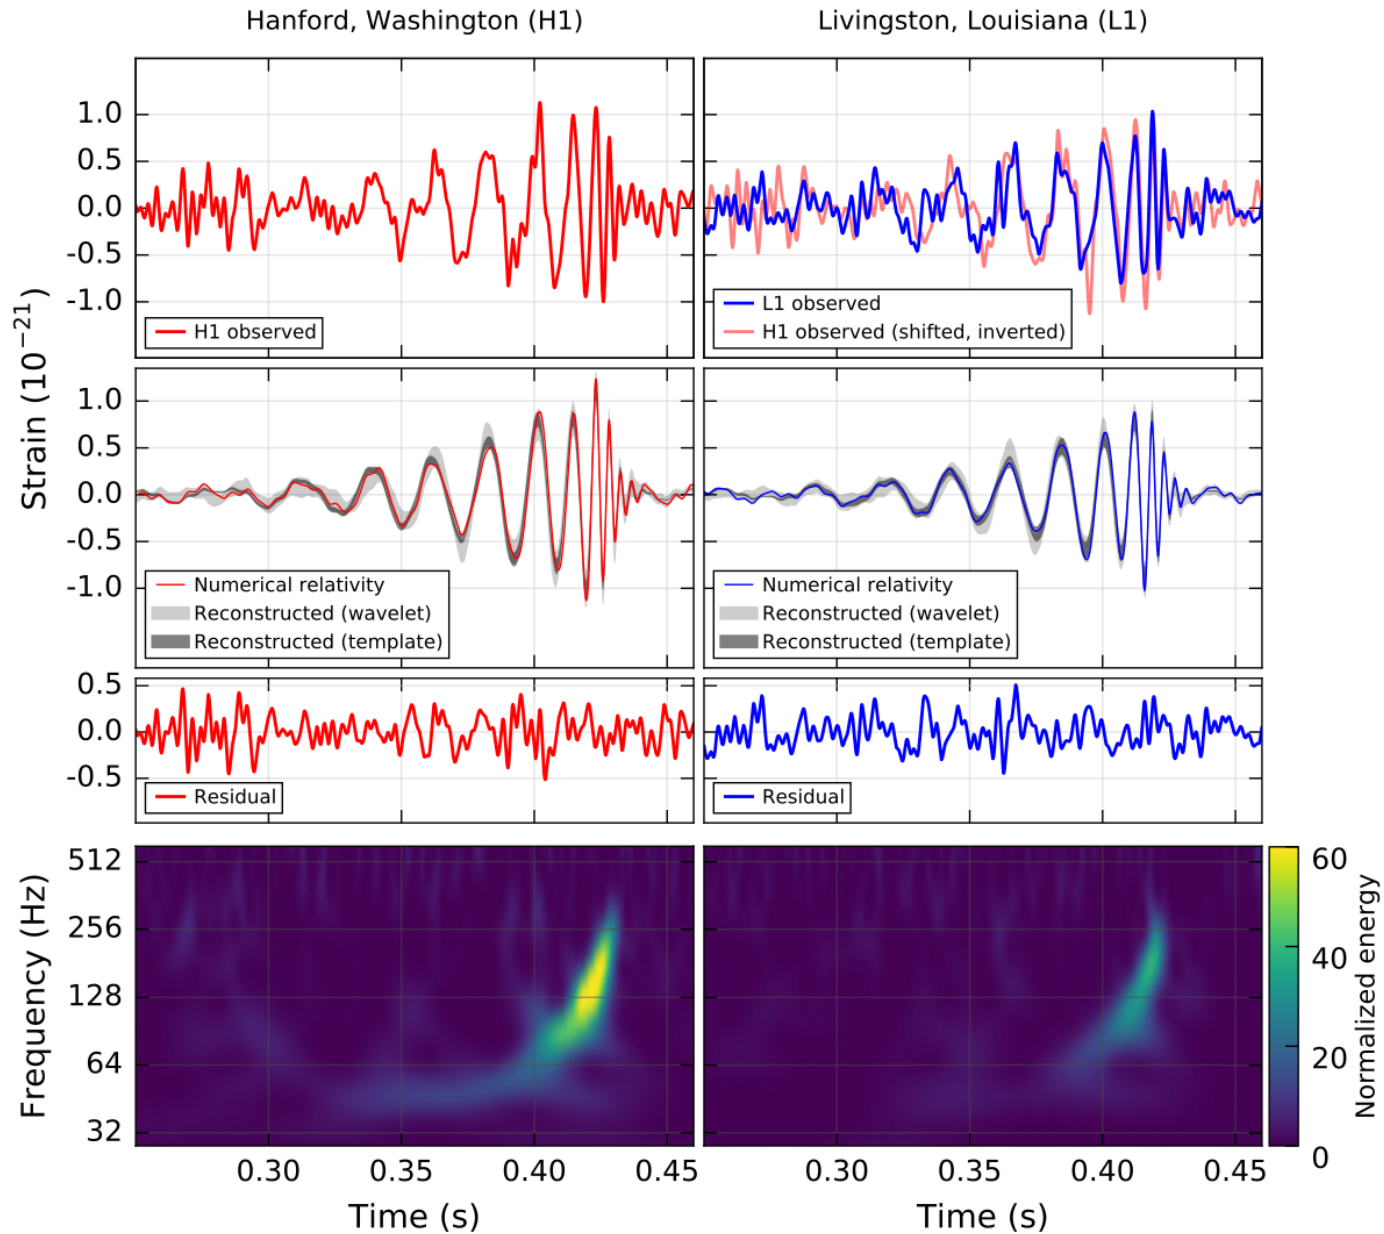 Hanford, Washington (H1)
Livingston, Louisiana (L1)
Strain (10⁻²¹)
1.0
0.5
0.0
-0.5
-1.0
H1 observed
L1 observed
H1 observed (shifted, inverted)
1.0
0.5
0.0
-0.5
-1.0
Numerical relativity
Reconstructed (wavelet)
Reconstructed (template)
Numerical relativity
Reconstructed (wavelet)
Reconstructed (template)
0.5
0.0
-0.5
Residual
Residual
Frequency (Hz)
512
256
128
64
32
60
40
20
0
Normalized energy
0.30 0.35 0.40 0.45
0.30 0.35 0.40 0.45
Time (s)
Time (s)